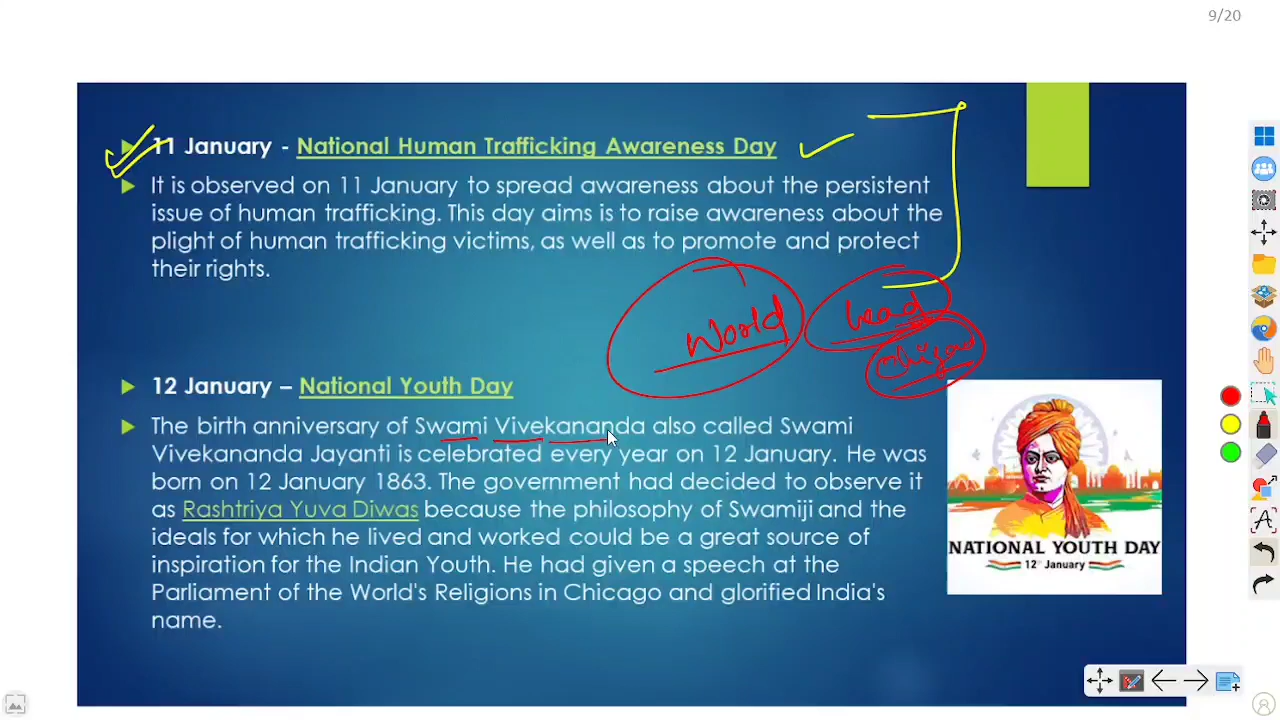 9/20
11 January - National Human Trafficking Awareness Day
It is observed on 11 January to spread awareness about the persistent
issue of human trafficking. This day aims is to raise awareness about the
plight of human trafficking victims, as well as to promote and protect
their rights.
World
12 January – National Youth Day
The birth anniversary of Swami Vivekananda also called Swami
Vivekananda Jayanti is celebrated every year on 12 January. He was
born on 12 January 1863. The government had decided to observe it
as Rashtriya Yuva Diwas because the philosophy of Swamiji and the
ideals for which he lived and worked could be a great source of
inspiration for the Indian Youth. He had given a speech at the
Parliament of the World's Religions in Chicago and glorified India's
name.
NATIONAL YOUTH DAY
12th January